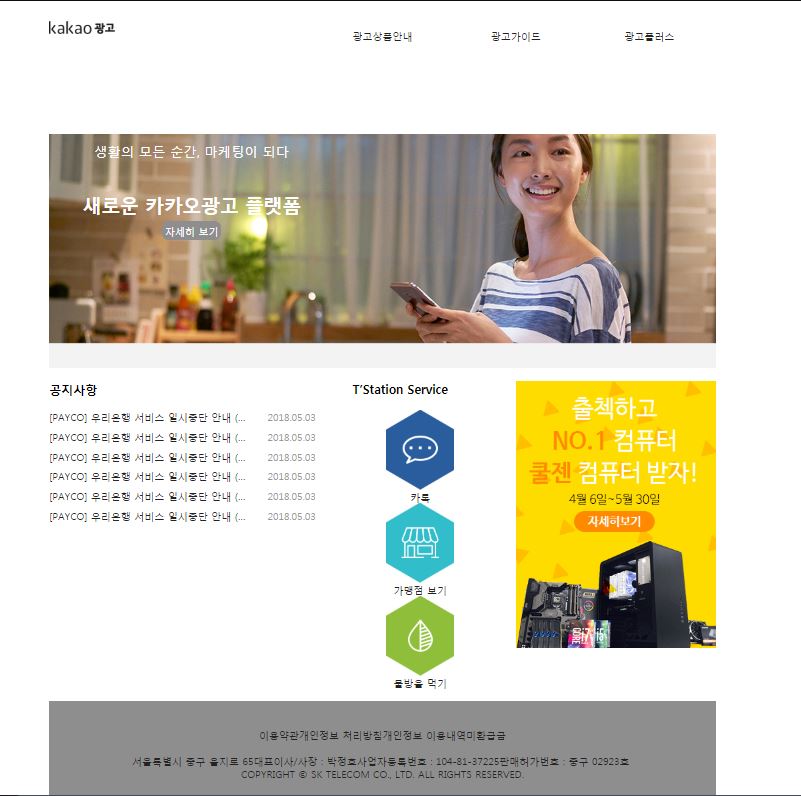 kakao 광고
광고상품안내 광고가이드 광고플러스
생활의 모든 순간, 마케팅이 되다
새로운 카카오광고 플랫폼
자세히 보기
공지사항
[PAYCO] 우리은행 서비스 일시중단 안내 (... 2018.05.03
[PAYCO] 우리은행 서비스 일시중단 안내 (... 2018.05.03
[PAYCO] 우리은행 서비스 일시중단 안내 (... 2018.05.03
[PAYCO] 우리은행 서비스 일시중단 안내 (... 2018.05.03
[PAYCO] 우리은행 서비스 일시중단 안내 (... 2018.05.03
[PAYCO] 우리은행 서비스 일시중단 안내 (... 2018.05.03
T'Station Service
카톡
가맹점 보기
물방울 먹기
출첵하고
NO.1 컴퓨터
쿨젠 컴퓨터 받자!
4월 6일~5월 30일
자세히보기
이용약관개인정보 처리방침개인정보 이용내역미환급금
서울특별시 중구 을지로 65대표이사/사장 : 박정호사업자등록번호 : 104-81-37225판매허가번호 : 중구 02923호
COPYRIGHT © SK TELECOM CO., LTD. ALL RIGHTS RESERVED.